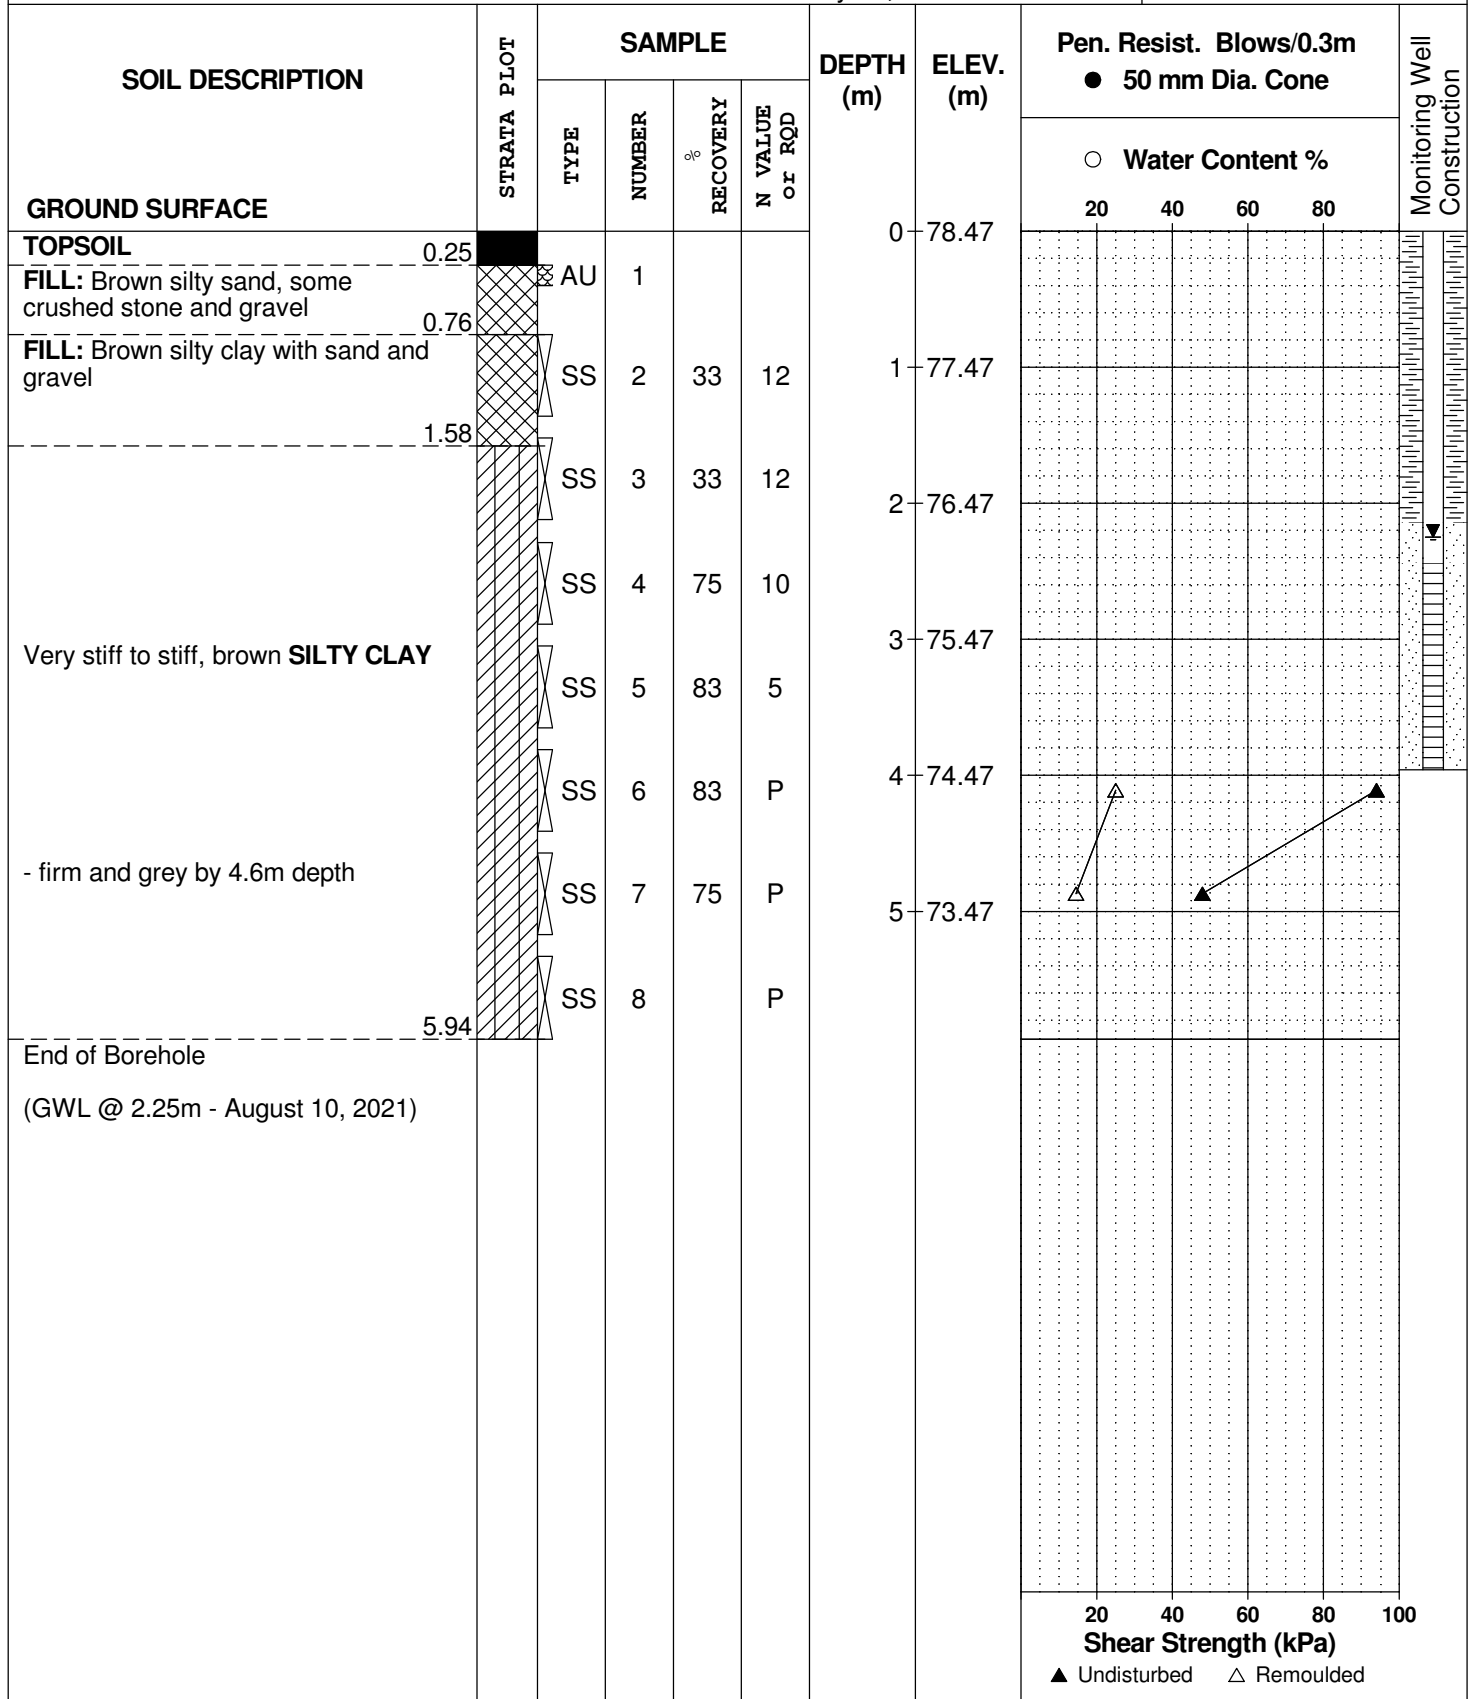 SOIL DESCRIPTION
GROUND SURFACE
STRATA PLOT
SAMPLE
TYPE
NUMBER
% RECOVERY
N VALUE or RQD
DEPTH (m)
ELEV. (m)
Pen. Resist. Blows/0.3m
● 50 mm Dia. Cone
○ Water Content %
20 40 60 80
Monitoring Well Construction
0 78.47
TOPSOIL 0.25
FILL: Brown silty sand, some
crushed stone and gravel
0.76
AU 1
FILL: Brown silty clay with sand and
gravel
1.58
SS 2 33 12
1 77.47
SS 3 33 12
2 76.47
SS 4 75 10
Very stiff to stiff, brown SILTY CLAY
3 75.47
SS 5 83 5
4 74.47
SS 6 83 P
- firm and grey by 4.6m depth
SS 7 75 P
5 73.47
SS 8 P
5.94
End of Borehole
(GWL @ 2.25m - August 10, 2021)
20 40 60 80 100
Shear Strength (kPa)
▲ Undisturbed △ Remoulded